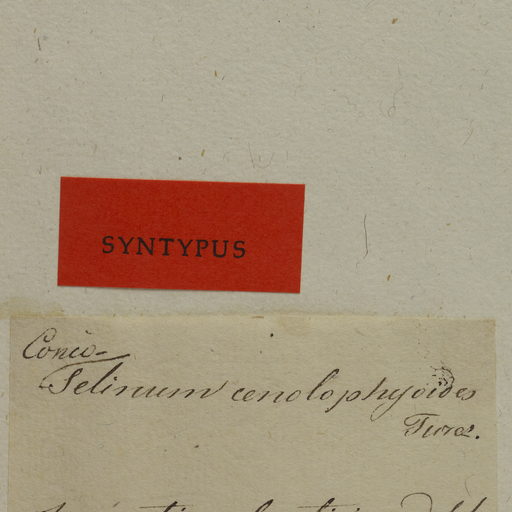 SYNTYPUS
Conio-
Selinum cenolophyoides
Turcz.